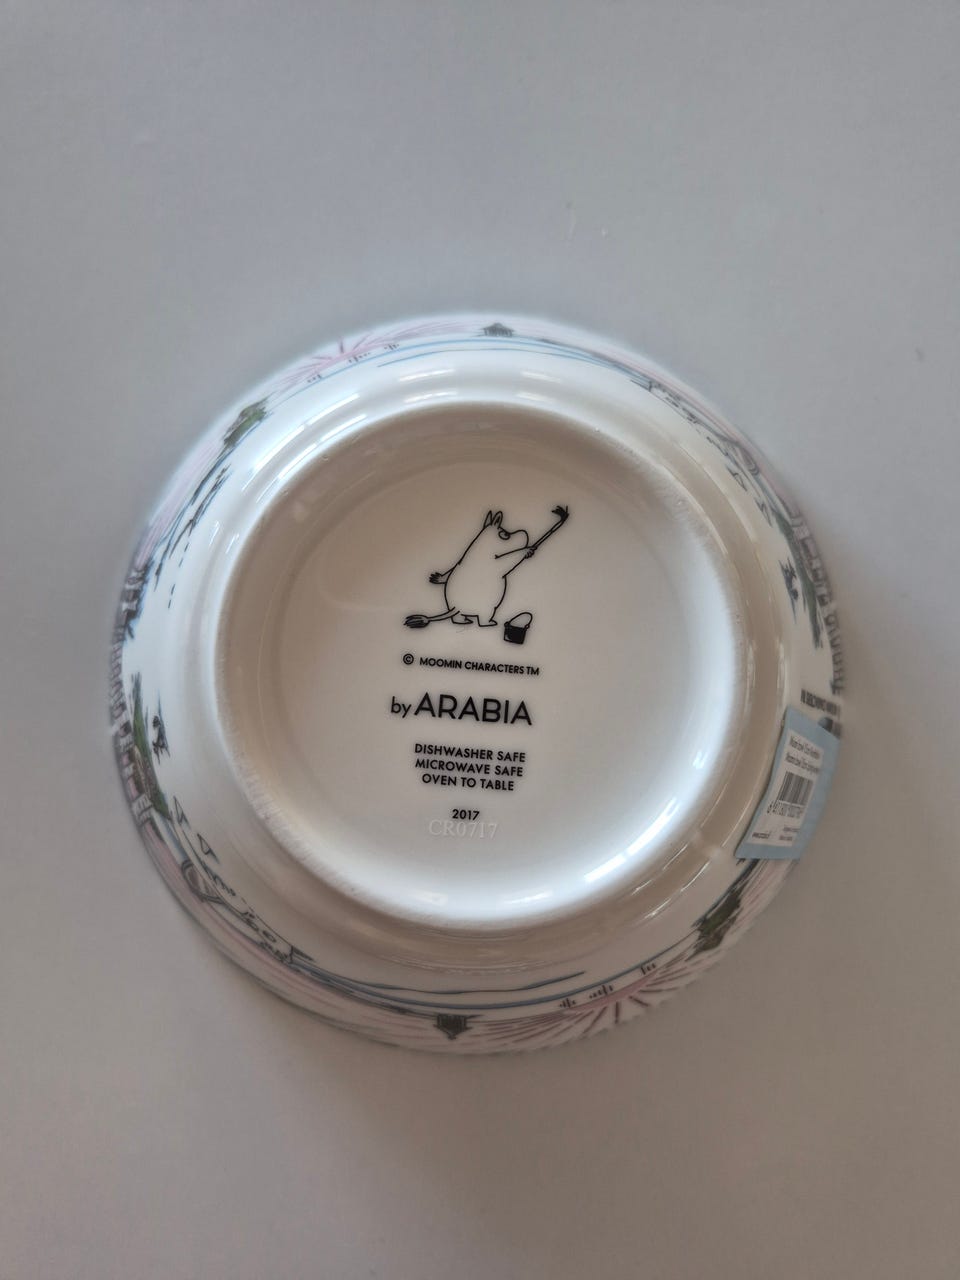 © MOOMIN CHARACTERS TM
by ARABIA
DISHWASHER SAFE
MICROWAVE SAFE
OVEN TO TABLE
2017
CR0717